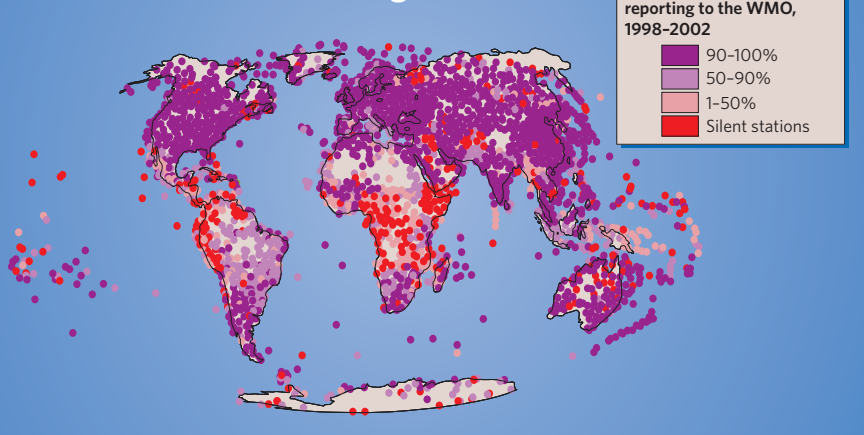 reporting to the WMO,
1998–2002
90–100%
50–90%
1–50%
Silent stations